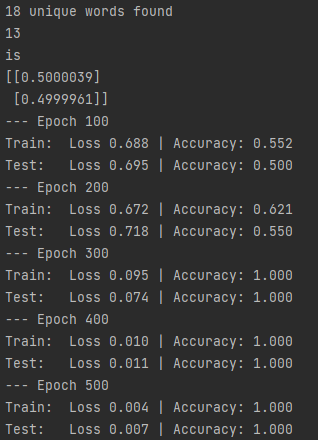 18 unique words found
13
is
[[0.5000039]
 [0.4999961]]
--- Epoch 100
Train:  Loss 0.688 | Accuracy: 0.552
Test:   Loss 0.695 | Accuracy: 0.500
--- Epoch 200
Train:  Loss 0.672 | Accuracy: 0.621
Test:   Loss 0.718 | Accuracy: 0.550
--- Epoch 300
Train:  Loss 0.095 | Accuracy: 1.000
Test:   Loss 0.074 | Accuracy: 1.000
--- Epoch 400
Train:  Loss 0.010 | Accuracy: 1.000
Test:   Loss 0.011 | Accuracy: 1.000
--- Epoch 500
Train:  Loss 0.004 | Accuracy: 1.000
Test:   Loss 0.007 | Accuracy: 1.000